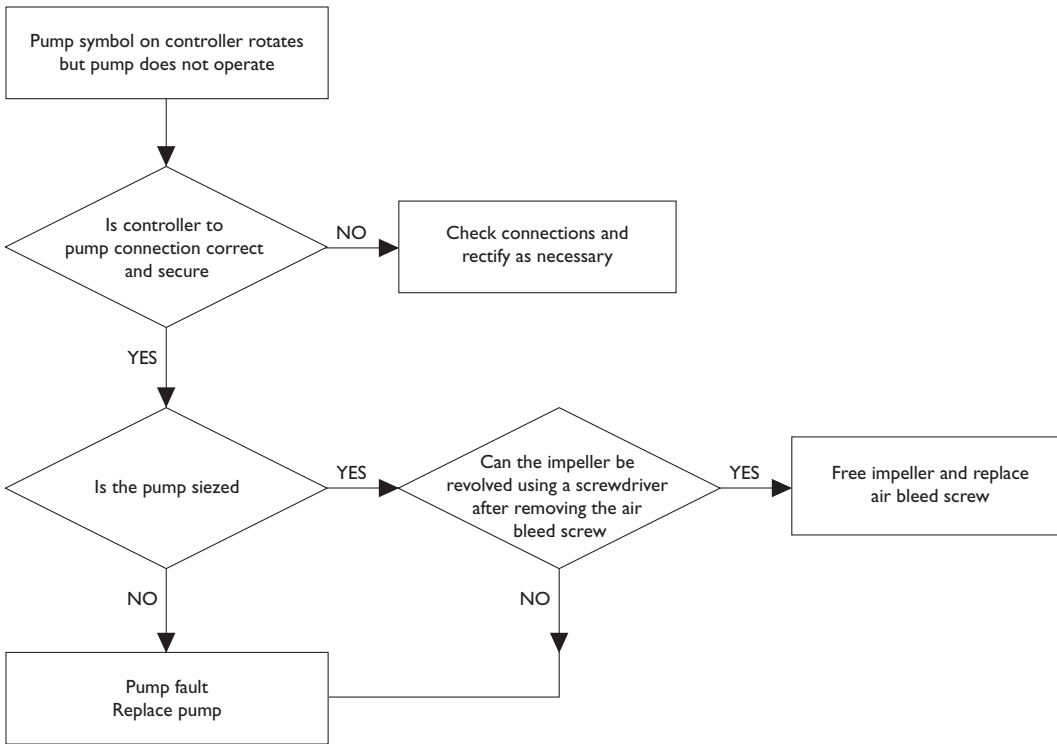 Pump symbol on controller rotates
but pump does not operate
Is controller to
pump connection correct
and secure
NO
Check connections and
rectify as necessary
YES
Is the pump siezed
YES
Can the impeller be
revolved using a screwdriver
after removing the air
bleed screw
YES
Free impeller and replace
air bleed screw
NO
NO
Pump fault
Replace pump